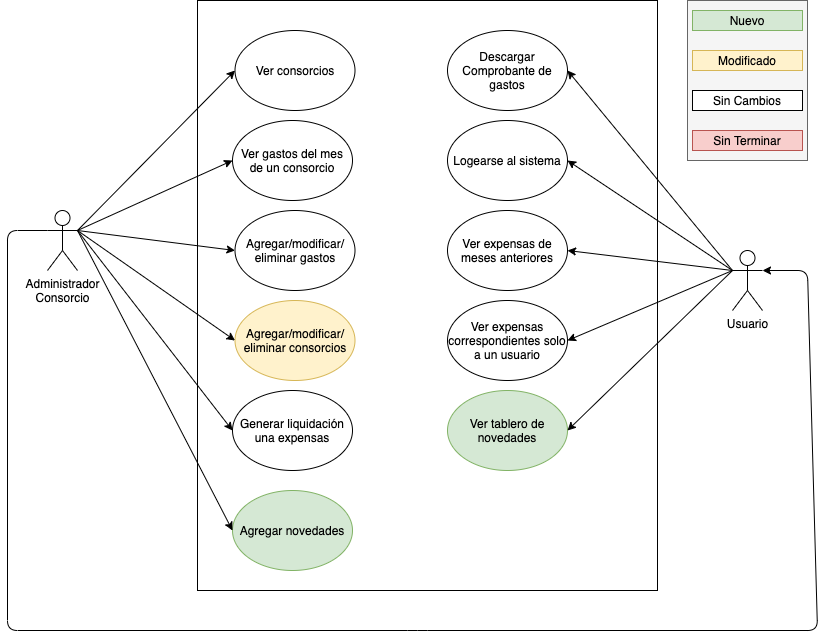 Ver consorcios
Ver gastos del mes
de un consorcio
Agregar/modificar/
eliminar gastos
Agregar/modificar/
eliminar consorcios
Generar liquidación
una expensas
Agregar novedades
Administrador
Consorcio
Descargar
Comprobante de
gastos
Logearse al sistema
Ver expensas de
meses anteriores
Ver expensas
correspondientes solo
a un usuario
Ver tablero de
novedades
Usuario
Nuevo
Modificado
Sin Cambios
Sin Terminar